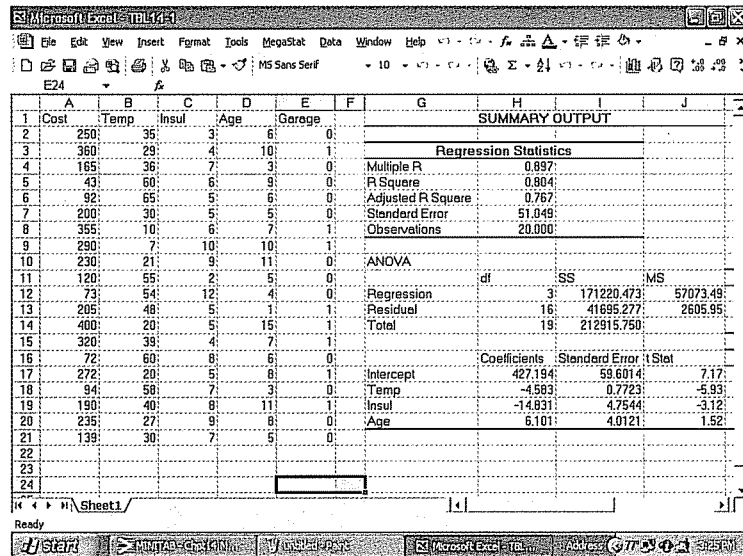 Microsoft Excel - TBL14-1
File Edit View Insert Format Tools MegaStat Data Window Help
MS Sans Serif 10
E24 fx
A B C D E F G H I J
1 Cost Temp Insul Age Garage SUMMARY OUTPUT
2 250 35 3 6 0
3 360 29 4 10 1 Regression Statistics
4 165 36 7 3 0 Multiple R 0.897
5 43 60 6 9 0 R Square 0.804
6 92 65 5 6 0 Adjusted R Square 0.767
7 200 30 5 5 0 Standard Error 51.049
8 355 10 6 7 1 Observations 20.000
9 290 7 10 10 1
10 230 21 9 11 0 ANOVA
11 120 55 2 5 0 df SS MS
12 73 54 12 4 0 Regression 3 171220.473 57073.49
13 205 48 5 1 1 Residual 16 41695.277 2605.95
14 400 20 5 15 1 Total 19 212915.750
15 320 39 4 7 1
16 72 60 8 6 0 Coefficients Standard Error t Stat
17 272 20 5 8 1 Intercept 427.194 59.6014 7.17
18 94 58 7 3 0 Temp -4.583 0.7723 -5.93
19 190 40 8 11 1 Insul -14.831 4.7544 -3.12
20 235 27 9 8 0 Age 6.101 4.0121 1.52
21 139 30 7 5 0
22
23
24
Sheet1
Ready
start MINITAB - Microsoft Excel - TBL... Address 3:25 PM